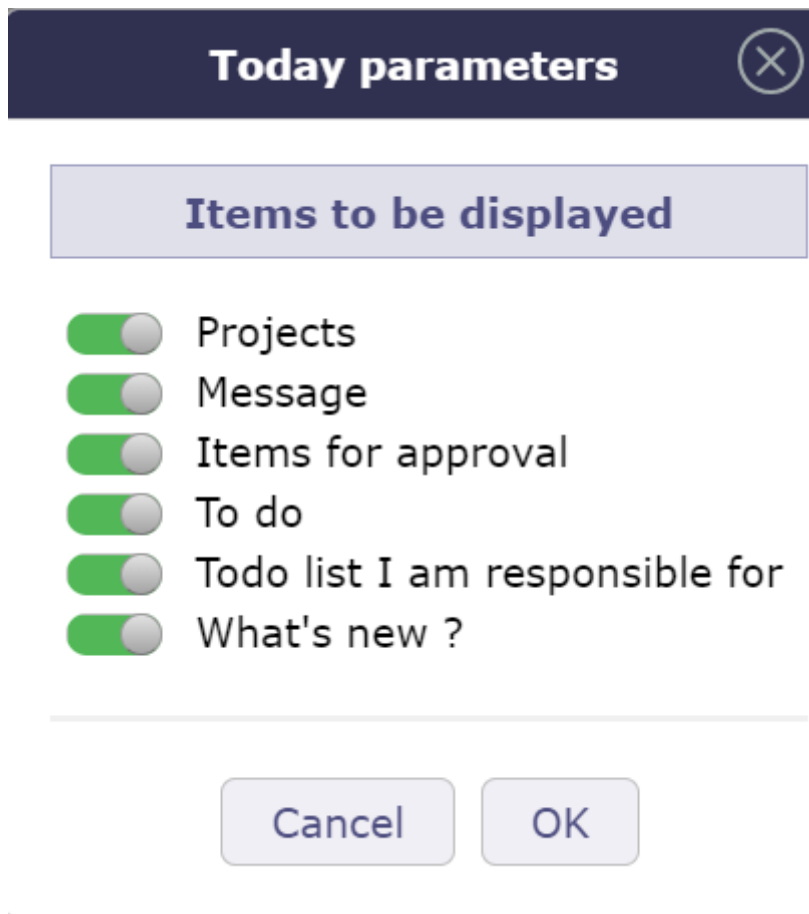 Today parameters
Items to be displayed
Projects
Message
Items for approval
To do
Todo list I am responsible for
What's new ?
Cancel OK